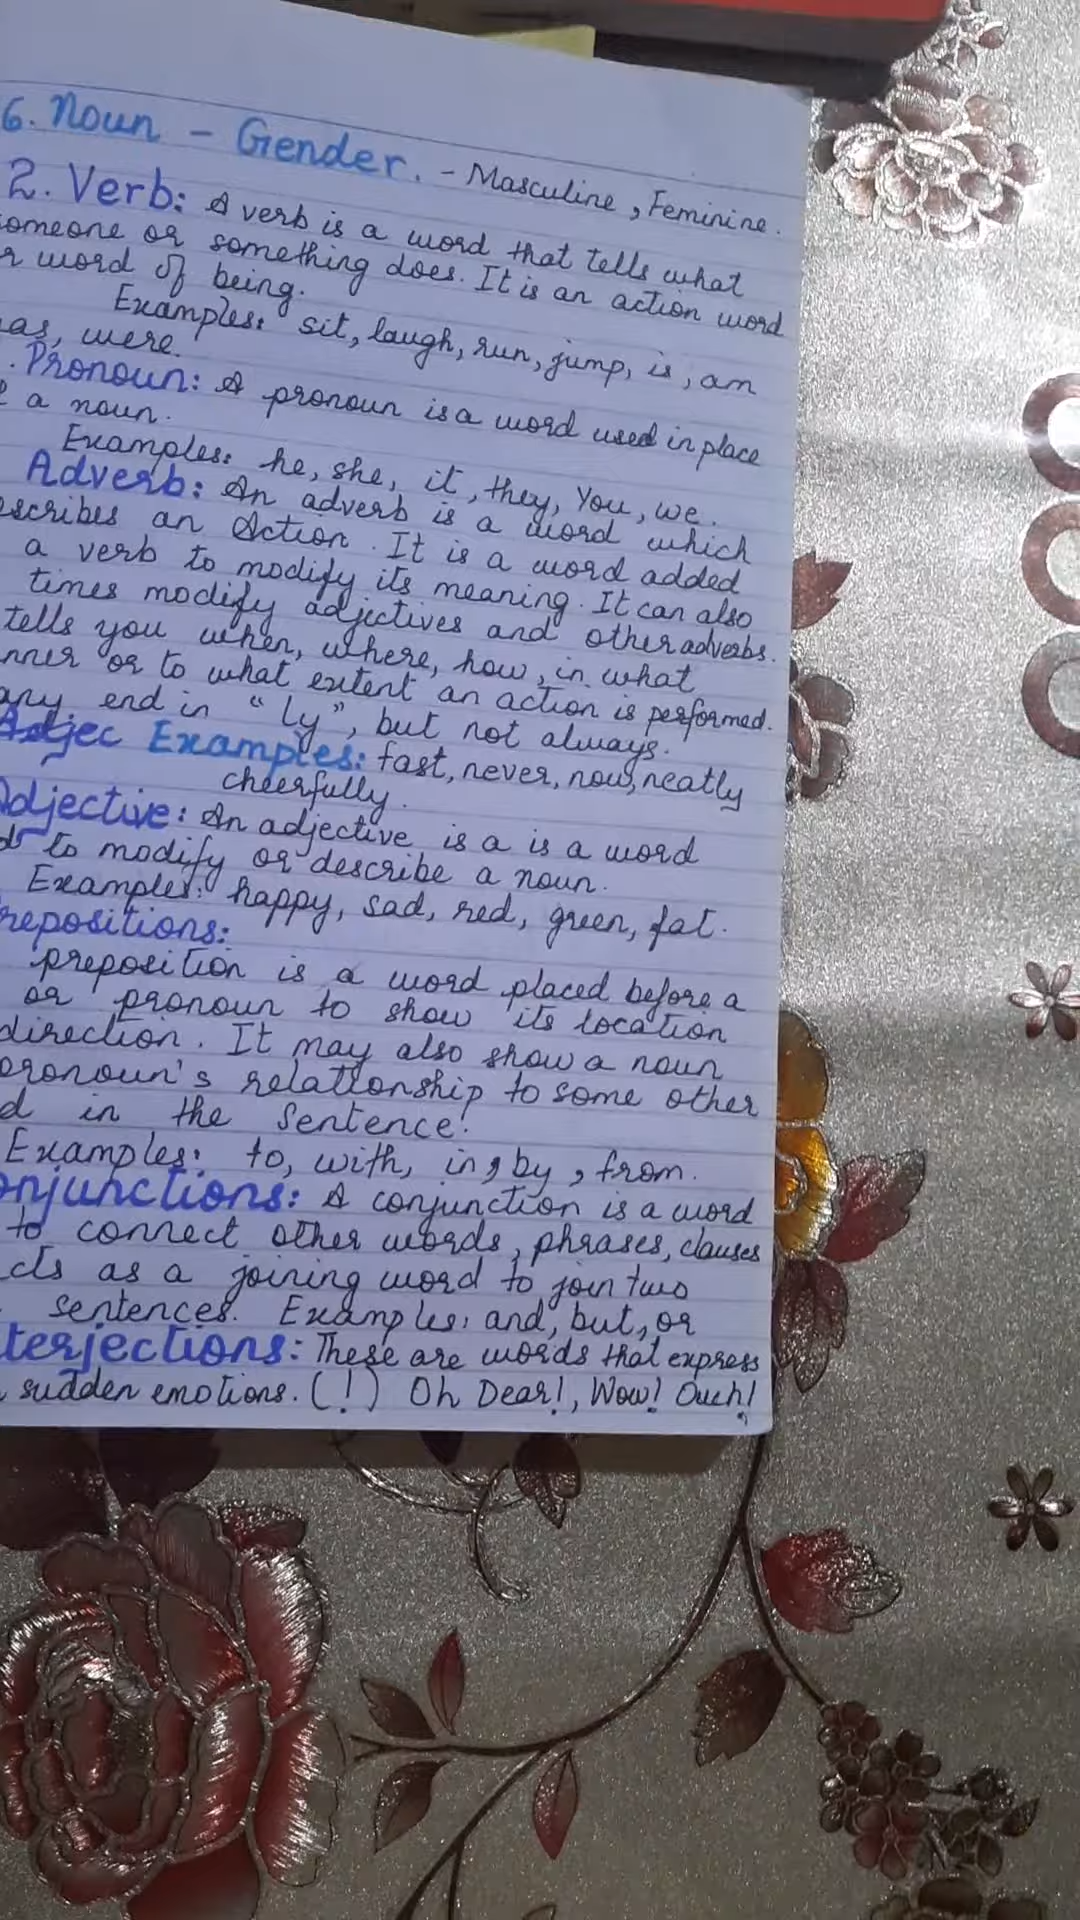 6. Noun - Gender. - Masculine, Feminine.
2. Verb: A verb is a word that tells what
someone or something does. It is an action word
r word of being.
Examples: sit, laugh, run, jump, is, am
as, were.
. Pronoun: A pronoun is a word used in place
a noun.
Examples: he, she, it, they, You, we.
Adverb: An adverb is a word which
escribes an Action. It is a word added
a verb to modify its meaning. It can also
times modify adjectives and other adverbs.
tells you when, where, how, in what
nner or to what extent an action is performed.
any end in "ly", but not always.
Adjec Examples: fast, never, now, neatly
cheerfully.
Adjective: An adjective is a is a word
d to modify or describe a noun.
Examples: happy, sad, red, green, fat.
repositions:
preposition is a word placed before a
or pronoun to show its location
direction. It may also show a noun
pronoun's relationship to some other
d in the sentence.
Examples: to, with, in, by, from.
onjunctions: A conjunction is a word
to connect other words, phrases, clauses
cts as a joining word to join two
sentences. Examples: and, but, or
terjections: These are words that express
sudden emotions. (!) Oh Dear!, Wow! Ouch!